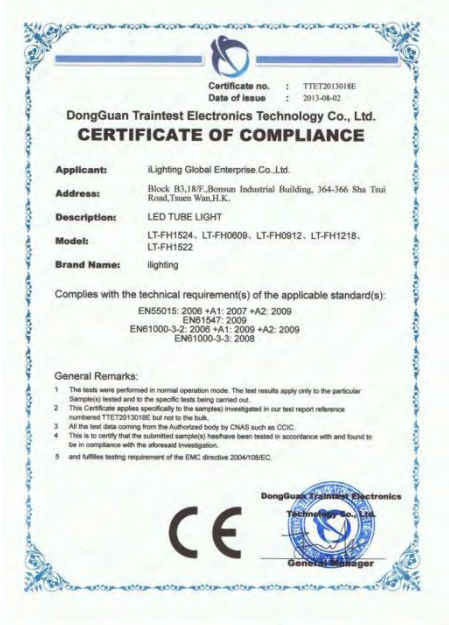 Certificate no. : TTET2013018E
Date of issue : 2013-08-02
DongGuan Traintest Electronics Technology Co., Ltd.
CERTIFICATE OF COMPLIANCE
Applicant: iLighting Global Enterprise.Co.,Ltd.
Address: Block B3,18/F.,Bonsun Industrial Building, 364-366 Sha Tsui
Road,Tsuen Wan,H.K.
Description: LED TUBE LIGHT
Model: LT-FH1524、LT-FH0609、LT-FH0912、LT-FH1218、
LT-FH1522
Brand Name: ilighting
Complies with the technical requirement(s) of the applicable standard(s):
EN55015: 2006 +A1: 2007 +A2: 2009
EN61547: 2009
EN61000-3-2: 2006 +A1: 2009 +A2: 2009
EN61000-3-3: 2008
General Remarks:
1 The tests were performed in normal operation mode. The test results apply only to the particular
Sample(s) tested and to the specific tests being carried out.
2 This Certificate applies specifically to the sample(s) investigated in our test report reference
numbered TTET2013018E but not to the bulk.
3 All the test data coming from the Authorized body by CNAS such as CCIC.
4 This is to certify that the submitted sample(s) has/have been tested in accordance with and found to
be in compliance with the aforesaid investigation.
5 and fulfilles testing requirement of the EMC directive 2004/108/EC.
DongGuan Traintest Electronics
Technology Co., Ltd.
CE
General Manager